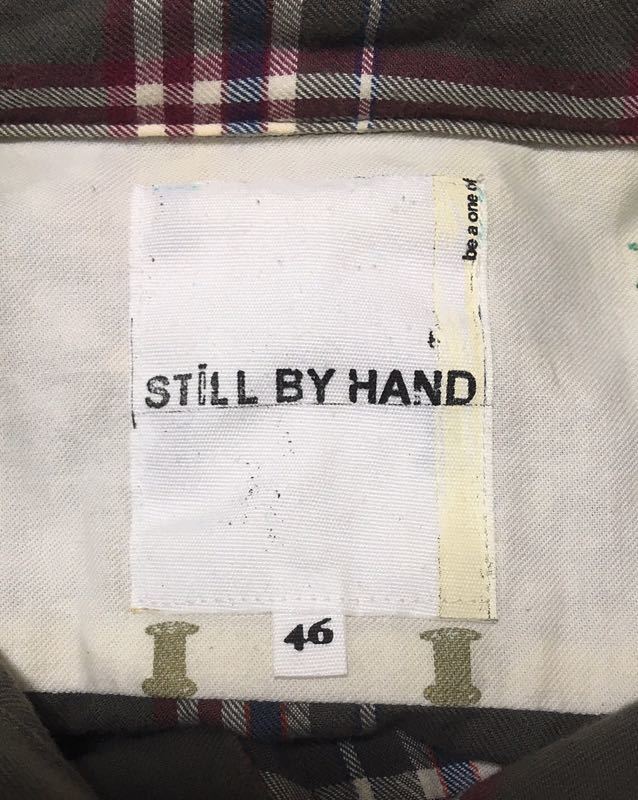 be a one of
STiLL BY HAND
46